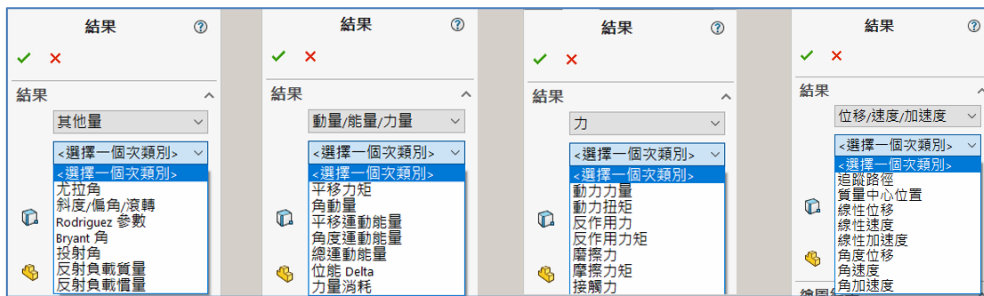 結果
結果
其他量
<選擇一個次類別>
<選擇一個次類別>
尤拉角
斜度/偏角/滾轉
Rodriguez 參數
Bryant 角
投射角
反射負載質量
反射負載慣量
結果
結果
動量/能量/力量
<選擇一個次類別>
<選擇一個次類別>
平移力矩
角動量
平移運動能量
角度運動能量
總運動能量
位能 Delta
力量消耗
結果
結果
力
<選擇一個次類別>
<選擇一個次類別>
動力力量
動力扭矩
反作用力
反作用力矩
磨擦力
摩擦力矩
接觸力
結果
結果
位移/速度/加速度
<選擇一個次類別>
<選擇一個次類別>
追蹤路徑
質量中心位置
線性位移
線性速度
線性加速度
角度位移
角速度
角加速度